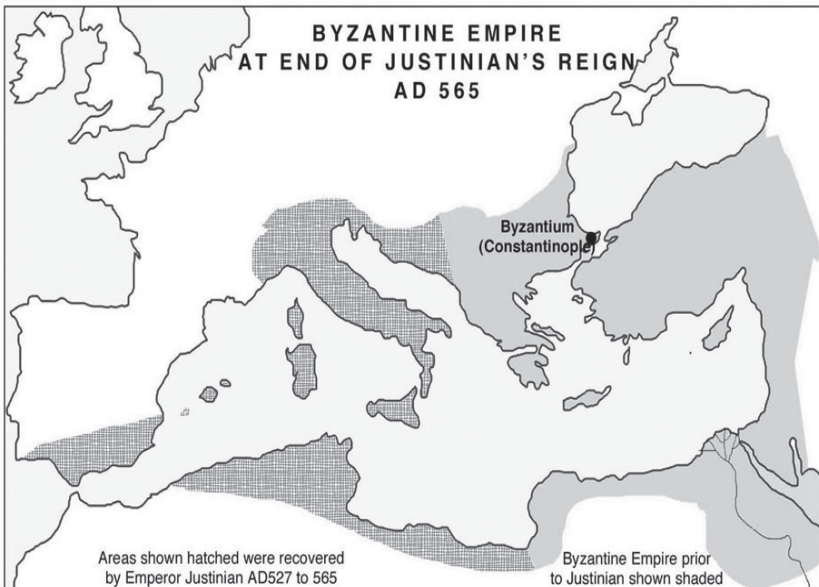 BYZANTINE EMPIRE
AT END OF JUSTINIAN'S REIGN
AD 565
Byzantium
(Constantinople)
Areas shown hatched were recovered
by Emperor Justinian AD527 to 565
Byzantine Empire prior
to Justinian shown shaded